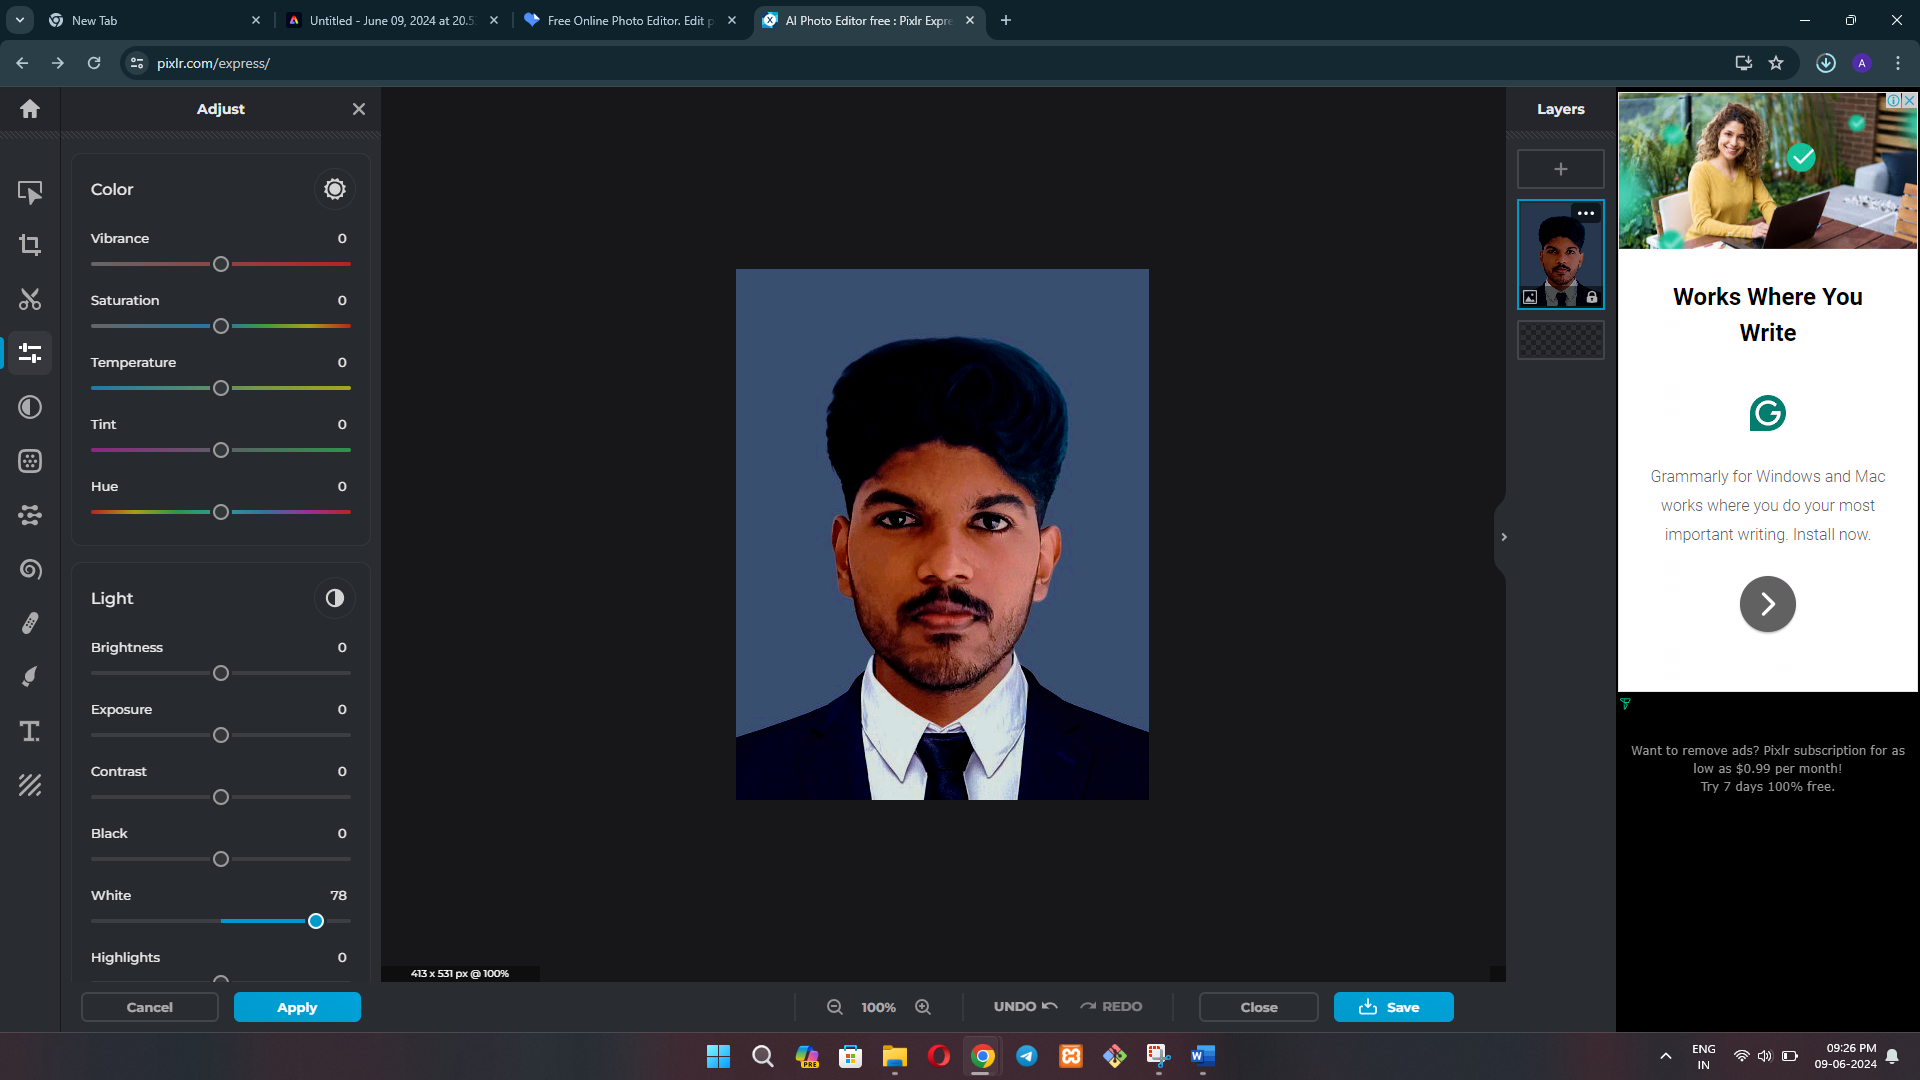 New Tab
Untitled - June 09, 2024 at 20.5
Free Online Photo Editor. Edit p
AI Photo Editor free : Pixlr Expre
pixlr.com/express/
A
Adjust
Color
Vibrance 0
Saturation 0
Temperature 0
Tint 0
Hue 0
Light
Brightness 0
Exposure 0
Contrast 0
Black 0
White 78
Highlights 0
Cancel
Apply
413 x 531 px @ 100%
100%
UNDO
REDO
Close
Save
Layers
Works Where You
Write
G
Grammarly for Windows and Mac
works where you do your most
important writing. Install now.
Want to remove ads? Pixlr subscription for as
low as $0.99 per month!
Try 7 days 100% free.
PRE
W
ENG
IN
09:26 PM
09-06-2024